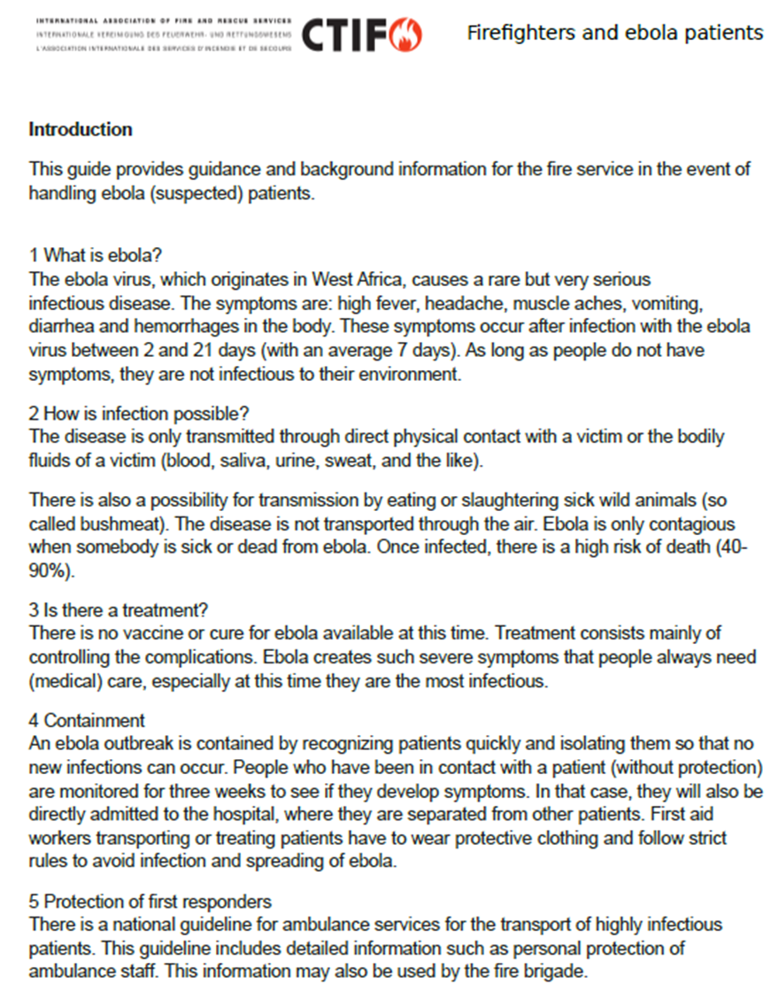 INTERNATIONAL ASSOCIATION OF FIRE AND RESCUE SERVICES
INTERNATIONALE VEREINIGUNG DES FEUERWEHR- UND RETTUNGSWESENS
L'ASSOCIATION INTERNATIONALE DES SERVICES D'INCENDIE ET DE SECOURS
CTIF
Firefighters and ebola patients
Introduction
This guide provides guidance and background information for the fire service in the event of
handling ebola (suspected) patients.
1 What is ebola?
The ebola virus, which originates in West Africa, causes a rare but very serious
infectious disease. The symptoms are: high fever, headache, muscle aches, vomiting,
diarrhea and hemorrhages in the body. These symptoms occur after infection with the ebola
virus between 2 and 21 days (with an average 7 days). As long as people do not have
symptoms, they are not infectious to their environment.
2 How is infection possible?
The disease is only transmitted through direct physical contact with a victim or the bodily
fluids of a victim (blood, saliva, urine, sweat, and the like).
There is also a possibility for transmission by eating or slaughtering sick wild animals (so
called bushmeat). The disease is not transported through the air. Ebola is only contagious
when somebody is sick or dead from ebola. Once infected, there is a high risk of death (40-
90%).
3 Is there a treatment?
There is no vaccine or cure for ebola available at this time. Treatment consists mainly of
controlling the complications. Ebola creates such severe symptoms that people always need
(medical) care, especially at this time they are the most infectious.
4 Containment
An ebola outbreak is contained by recognizing patients quickly and isolating them so that no
new infections can occur. People who have been in contact with a patient (without protection)
are monitored for three weeks to see if they develop symptoms. In that case, they will also be
directly admitted to the hospital, where they are separated from other patients. First aid
workers transporting or treating patients have to wear protective clothing and follow strict
rules to avoid infection and spreading of ebola.
5 Protection of first responders
There is a national guideline for ambulance services for the transport of highly infectious
patients. This guideline includes detailed information such as personal protection of
ambulance staff. This information may also be used by the fire brigade.